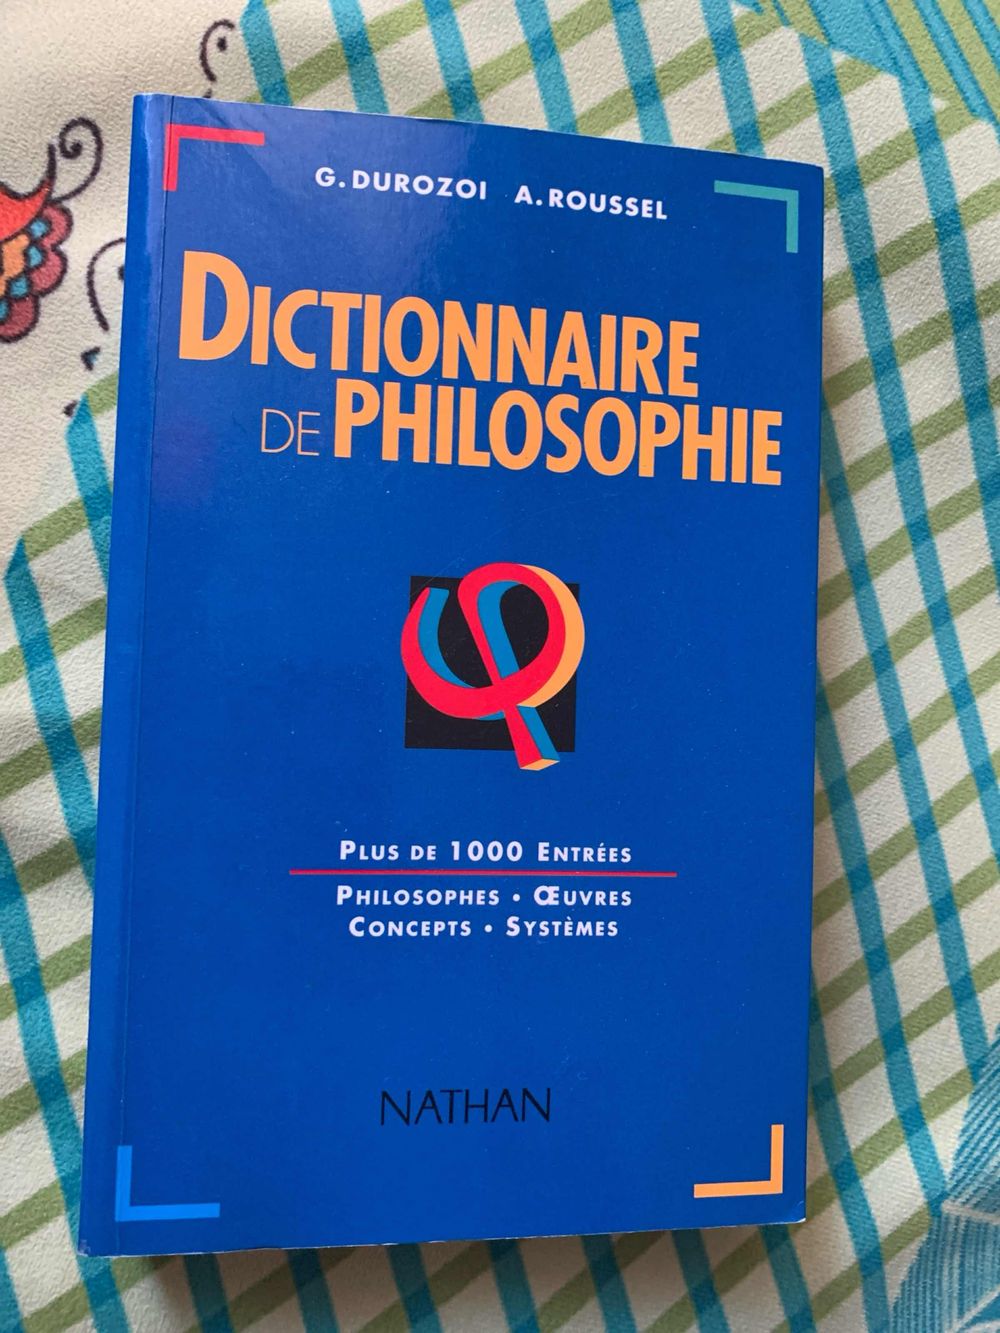 G. DUROZOI A. ROUSSEL
DICTIONNAIRE
DE PHILOSOPHIE
φ
PLUS DE 1000 ENTRÉES
PHILOSOPHES • ŒUVRES
CONCEPTS • SYSTÈMES
NATHAN